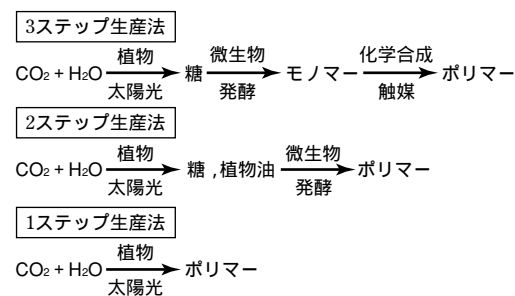 3ステップ生産法
植物 微生物 化学合成
CO₂ + H₂O 糖 モノマー ポリマー
太陽光 発酵 触媒
2ステップ生産法
植物 微生物
CO₂ + H₂O 糖 ,植物油 ポリマー
太陽光 発酵
1ステップ生産法
植物
CO₂ + H₂O ポリマー
太陽光